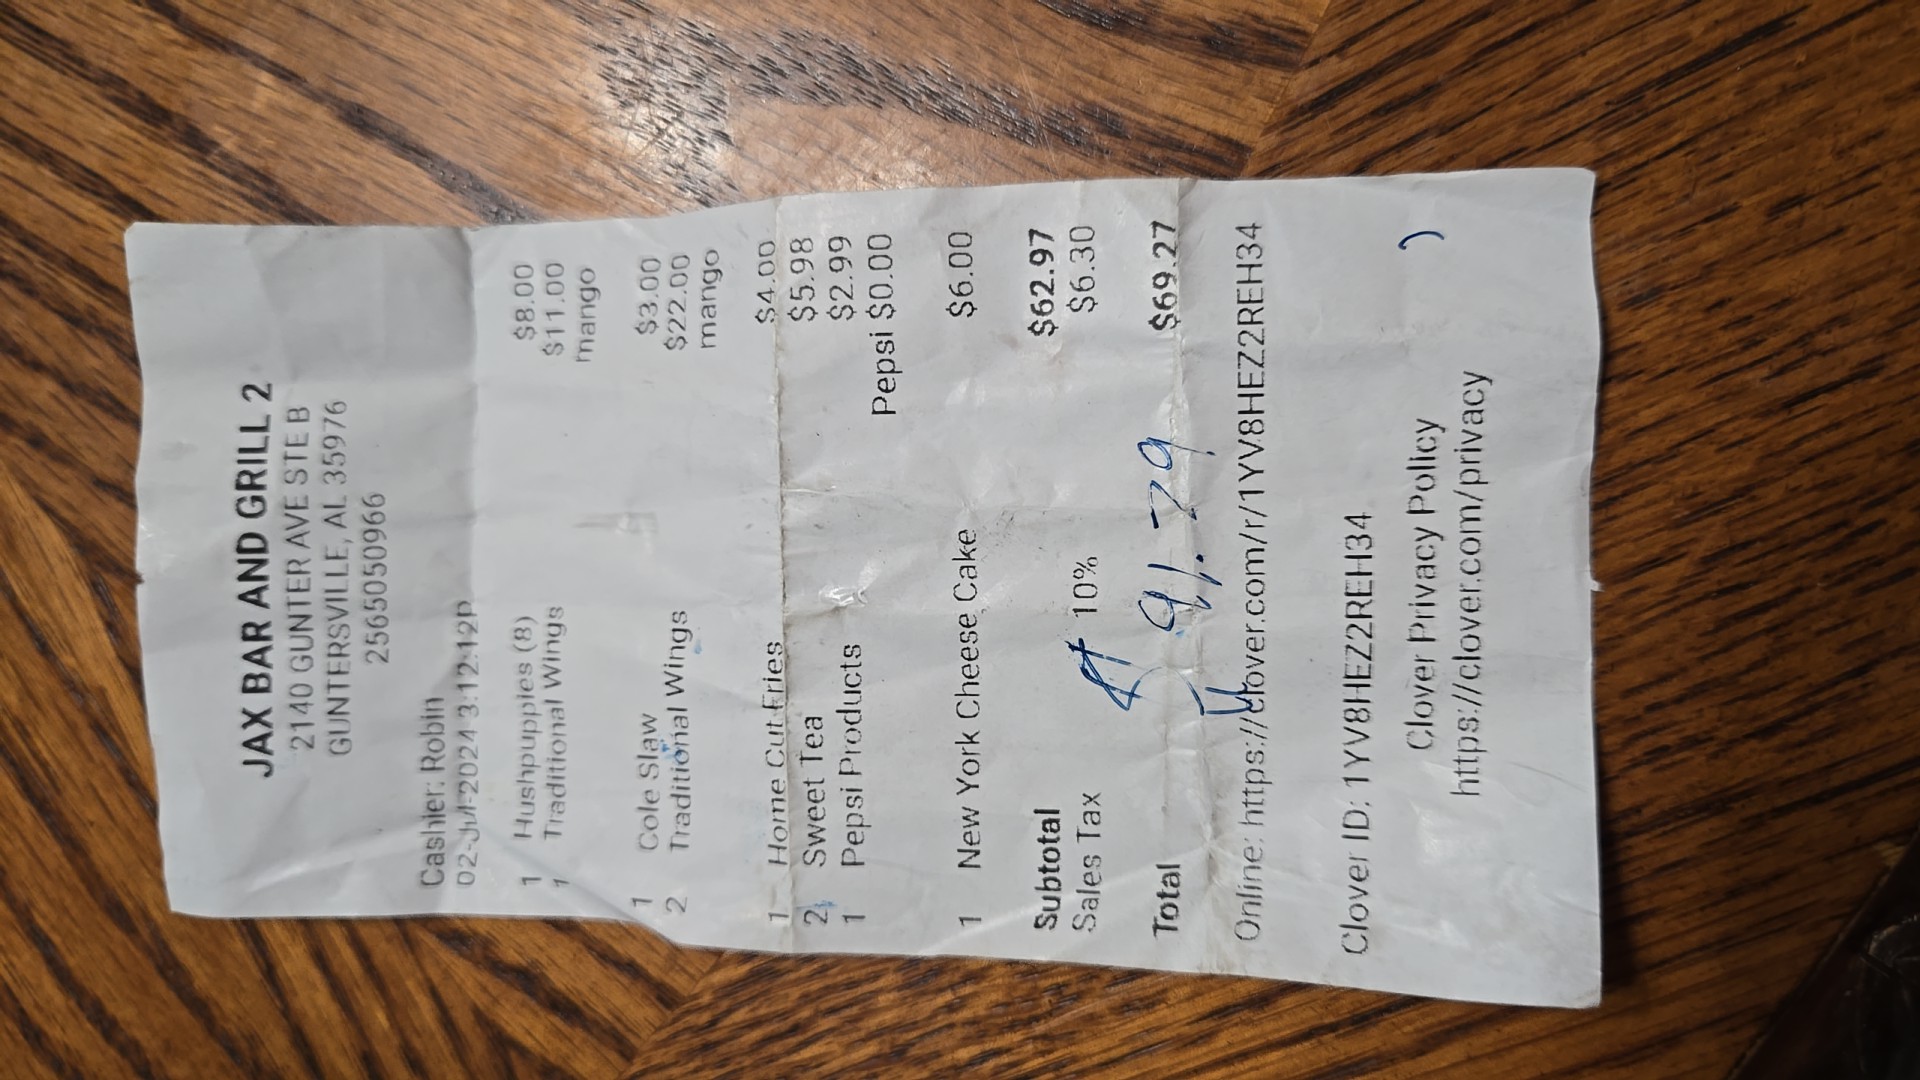 JAX BAR AND GRILL 2
2140 GUNTER AVE STE B
GUNTERSVILLE, AL 35976
2565050966
Cashier: Robin
02-Jul-2024 3:12:12P
1 Hushpuppies (8) $8.00
1 Traditional Wings $11.00
mango
1 Cole Slaw $3.00
2 Traditional Wings $22.00
mango
1 Home Cut Fries $4.00
2 Sweet Tea $5.98
1 Pepsi Products $2.99
Pepsi $0.00
1 New York Cheese Cake $6.00
Subtotal $62.97
Sales Tax 10% $6.30
Total $69.27
$ 91.79
Online: https://clover.com/r/1YV8HEZ2REH34
Clover ID: 1YV8HEZ2REH34
Clover Privacy Policy
https://clover.com/privacy